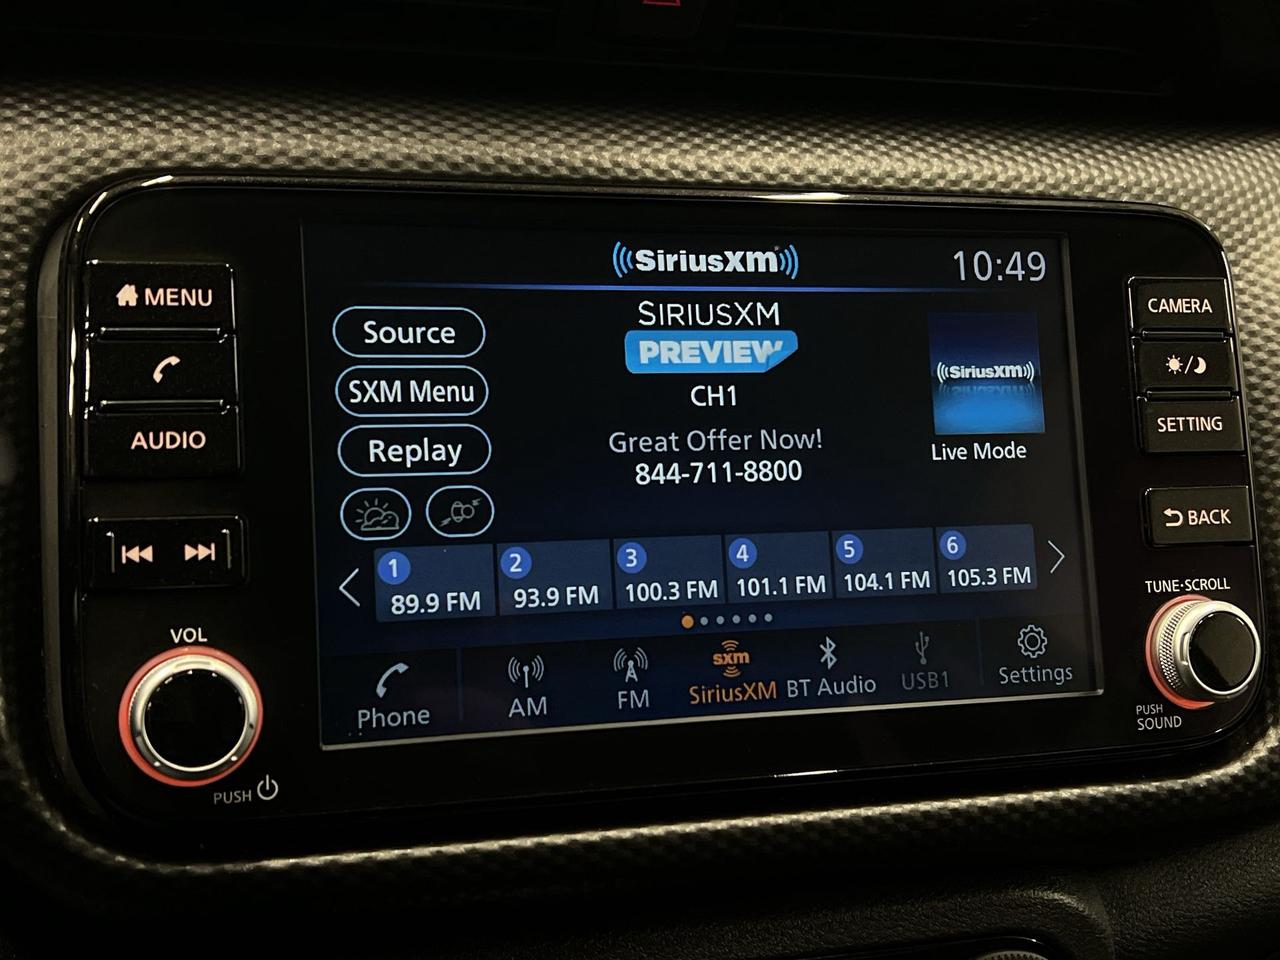 SiriusXM
10:49
MENU
AUDIO
VOL
PUSH
Source
SXM Menu
Replay
SIRIUSXM
PREVIEW
CH1
Great Offer Now!
844-711-8800
SiriusXM
Live Mode
1 89.9 FM
2 93.9 FM
3 100.3 FM
4 101.1 FM
5 104.1 FM
6 105.3 FM
Phone
AM
FM
sxm
SiriusXM
BT Audio
USB1
Settings
CAMERA
SETTING
BACK
TUNE·SCROLL
PUSH
SOUND